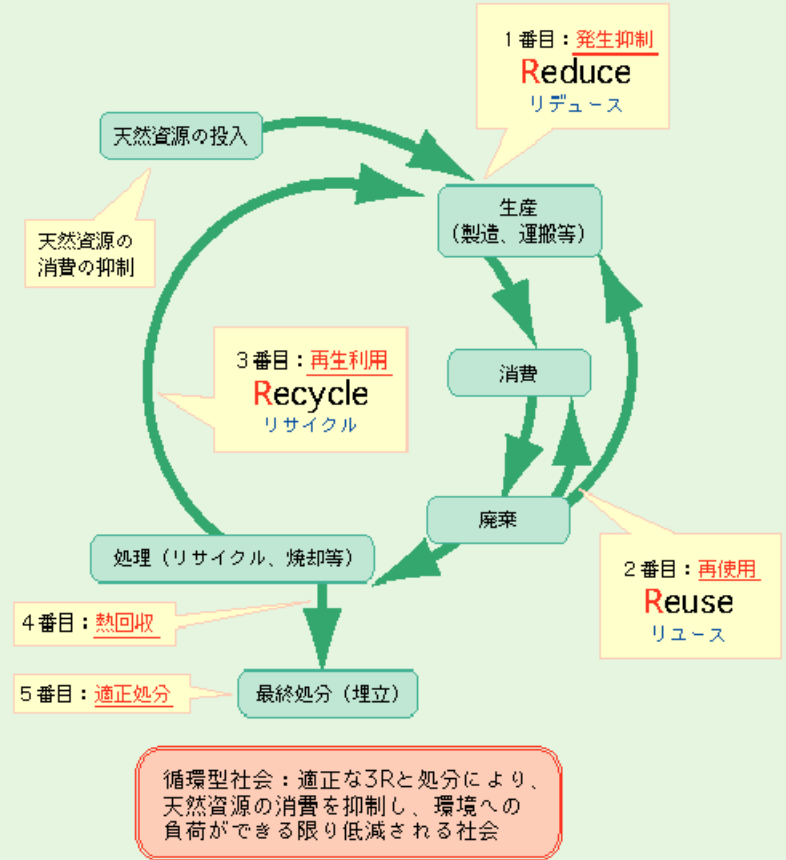 1番目：発生抑制
Reduce
リデュース
天然資源の投入
生産
（製造、運搬等）
天然資源の
消費の抑制
3番目：再生利用
Recycle
リサイクル
消費
廃棄
処理（リサイクル、焼却等）
2番目：再使用
Reuse
リユース
4番目：熱回収
5番目：適正処分
最終処分（埋立）
循環型社会：適正な3Rと処分により、
天然資源の消費を抑制し、環境への
負荷ができる限り低減される社会